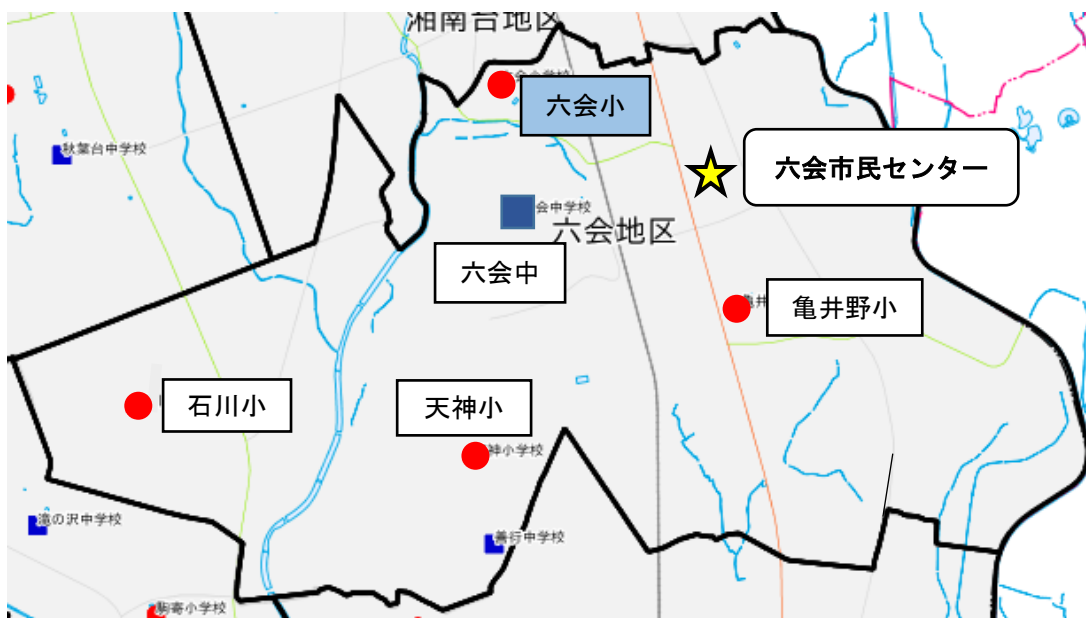 湘南台地区
六会小
秋葉台中学校
六会市民センター
会中学校
六会地区
六会中
亀井
亀井野小
石川小
天神小
神小学校
滝の沢中学校
善行中学校
駒寄小学校